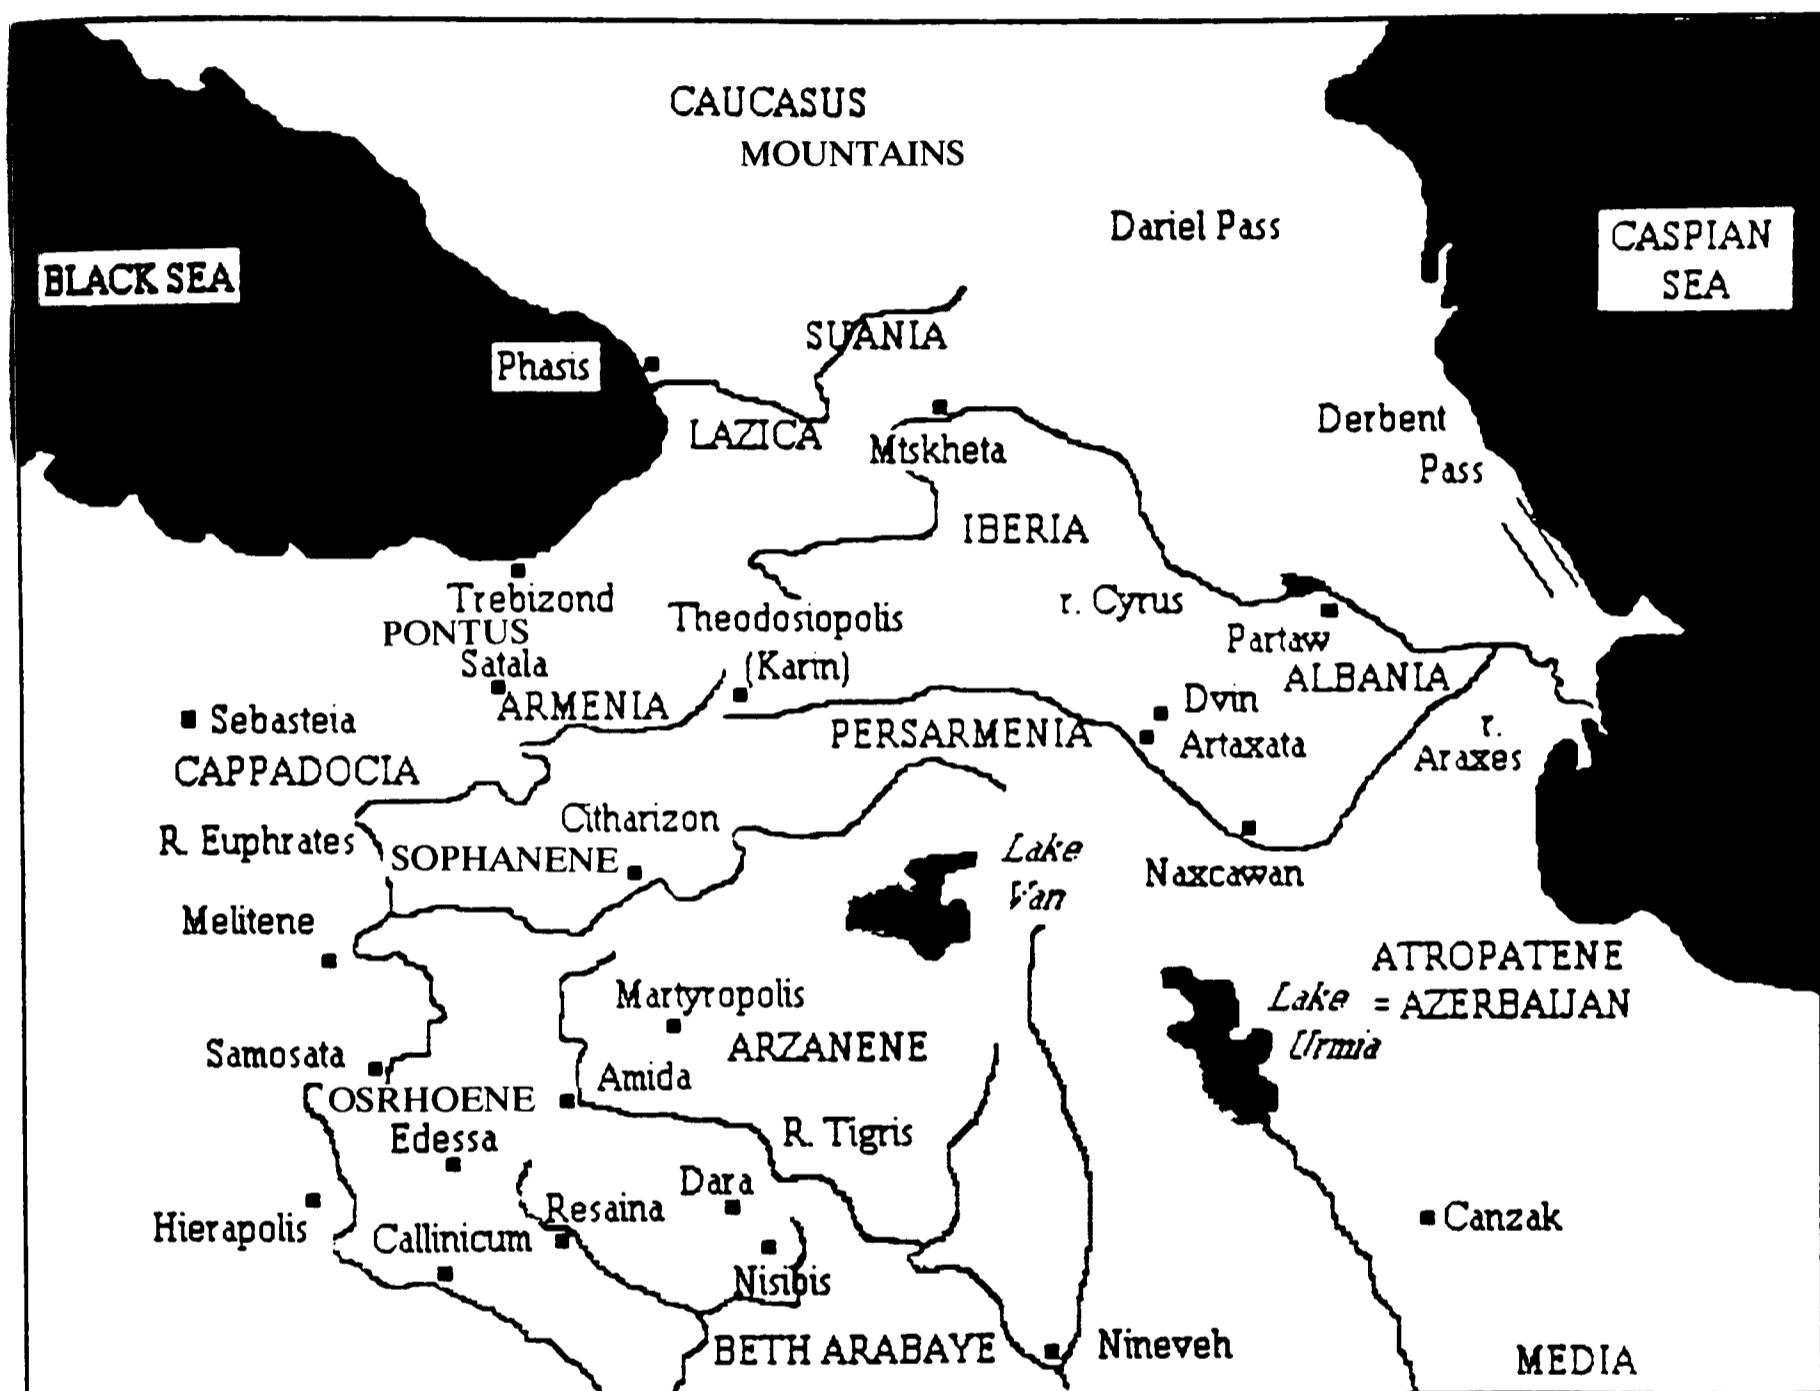 CAUCASUS
MOUNTAINS
Dariel Pass
CASPIAN
SEA
BLACK SEA
SUANIA
Phasis
LAZICA
Mtskheta
Derbent
Pass
IBERIA
Trebizond
PONTUS
Satala
Theodosiopolis
(Karin)
r. Cyrus
Partaw
ALBANIA
ARMENIA
Sebasteia
CAPPADOCIA
PERSARMENIA
Dvin
Artaxata
r.
Araxes
R. Euphrates
Citharizon
SOPHANENE
Lake
Van
Naxcawan
Melitene
ATROPATENE
= AZERBAIJAN
Lake
Urmia
Martyropolis
ARZANENE
Samosata
Amida
OSRHOENE
Edessa
R. Tigris
Dara
Resaina
Hierapolis
Callinicum
Nisibis
Canzak
BETH ARABAYE
Nineveh
MEDIA